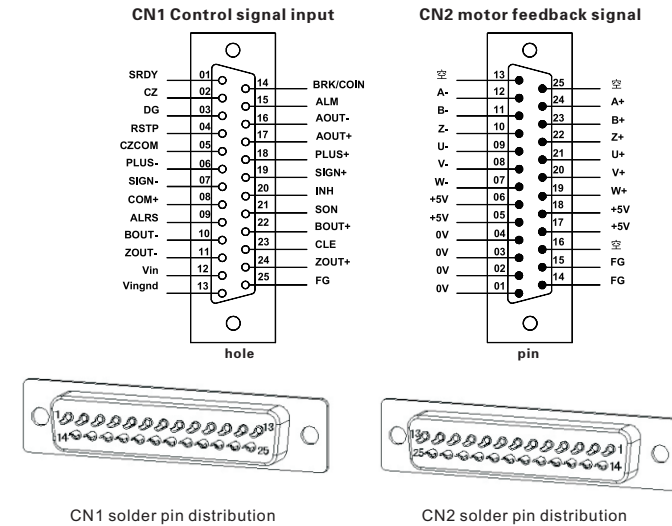 CN1 Control signal input
CN2 motor feedback signal
SRDY 01
CZ 02
DG 03
RSTP 04
CZCOM 05
PLUS- 06
SIGN- 07
COM+ 08
ALRS 09
BOUT- 10
ZOUT- 11
Vin 12
Vingnd 13
14 BRK/COIN
15 ALM
16 AOUT-
17 AOUT+
18 PLUS+
19 SIGN+
20 INH
21 SON
22 BOUT+
23 CLE
24 ZOUT+
25 FG
hole
空 13
A- 12
B- 11
Z- 10
U- 09
V- 08
W- 07
+5V 06
+5V 05
0V 04
0V 03
0V 02
0V 01
25 空
24 A+
23 B+
22 Z+
21 U+
20 V+
19 W+
18 +5V
17 +5V
16 空
15 FG
14 FG
pin
1 13
14 25
CN1 solder pin distribution
13 1
25 14
CN2 solder pin distribution